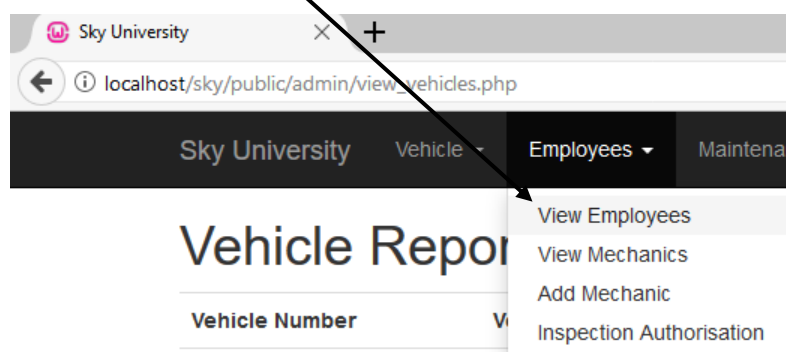 Sky University
localhost/sky/public/admin/view_vehicles.php
Sky University Vehicle Employees
View Employees
Vehicle
View Mechanics
Add Mechanic
Vehicle Number
Inspection Authorisation